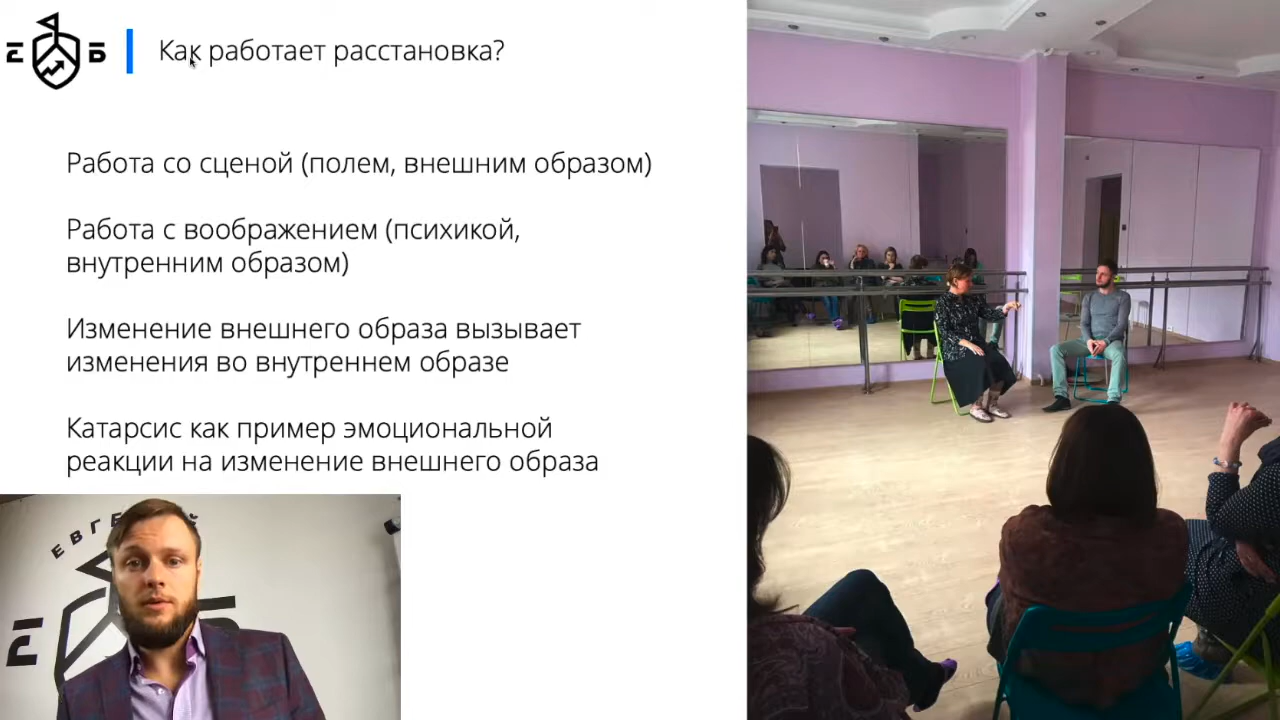 Е Б
Как работает расстановка?
Работа со сценой (полем, внешним образом)
Работа с воображением (психикой,
внутренним образом)
Изменение внешнего образа вызывает
изменения во внутреннем образе
Катарсис как пример эмоциональной
реакции на изменение внешнего образа
ЕВГЕ
Е Б